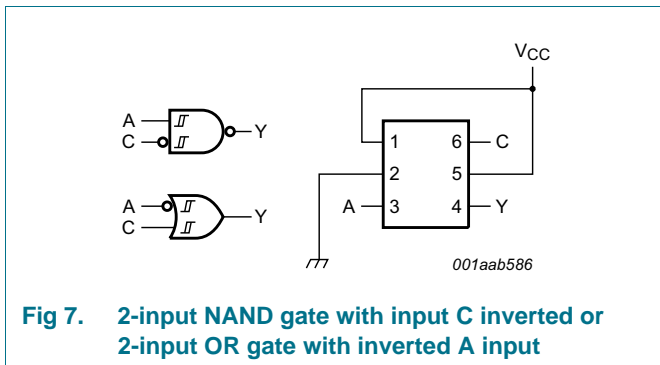 VCC
A
C
Y
A
C
Y
1
6
C
2
5
A
3
4
Y
001aab586
Fig 7. 2-input NAND gate with input C inverted or
2-input OR gate with inverted A input